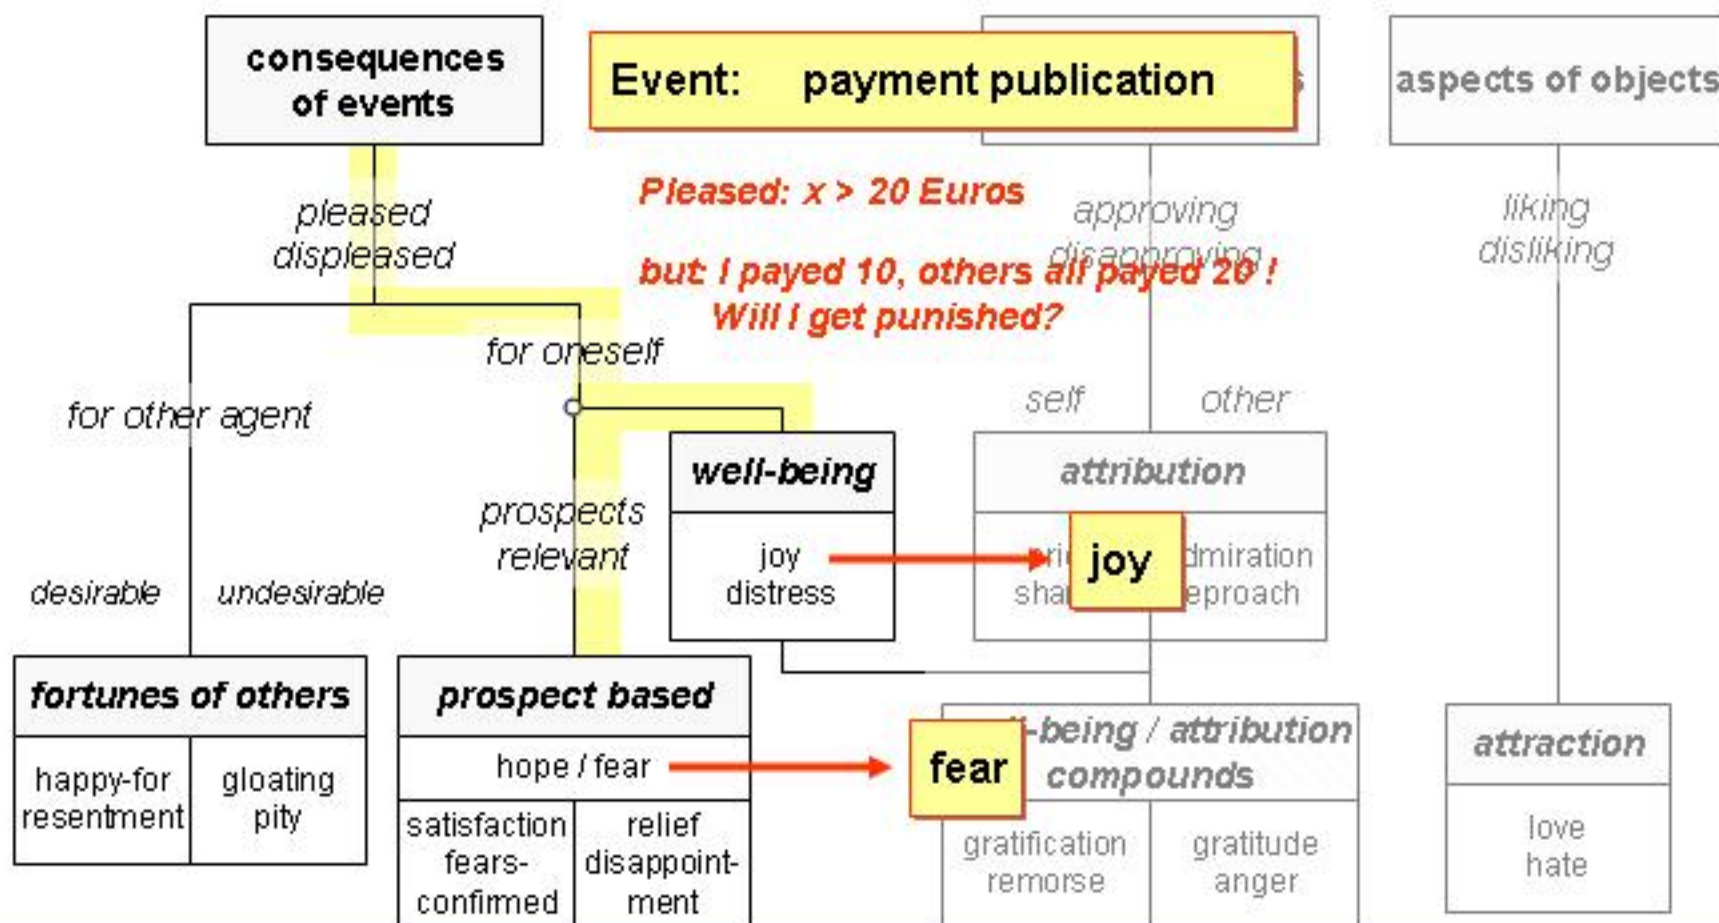 consequences
of events
Event: payment publication
aspects of objects
pleased
displeased
Pleased: x > 20 Euros
but: I payed 10, others all payed 20 !
Will I get punished?
approving
disapproving
liking
disliking
for oneself
for other agent
self other
well-being
attribution
prospects
relevant
joy
distress
joy
desirable undesirable
fortunes of others
prospect based
happy-for
resentment
gloating
pity
hope / fear
fear
satisfaction
fears-
confirmed
relief
disappoint-
ment
-being / attribution
compounds
gratification
remorse
gratitude
anger
attraction
love
hate